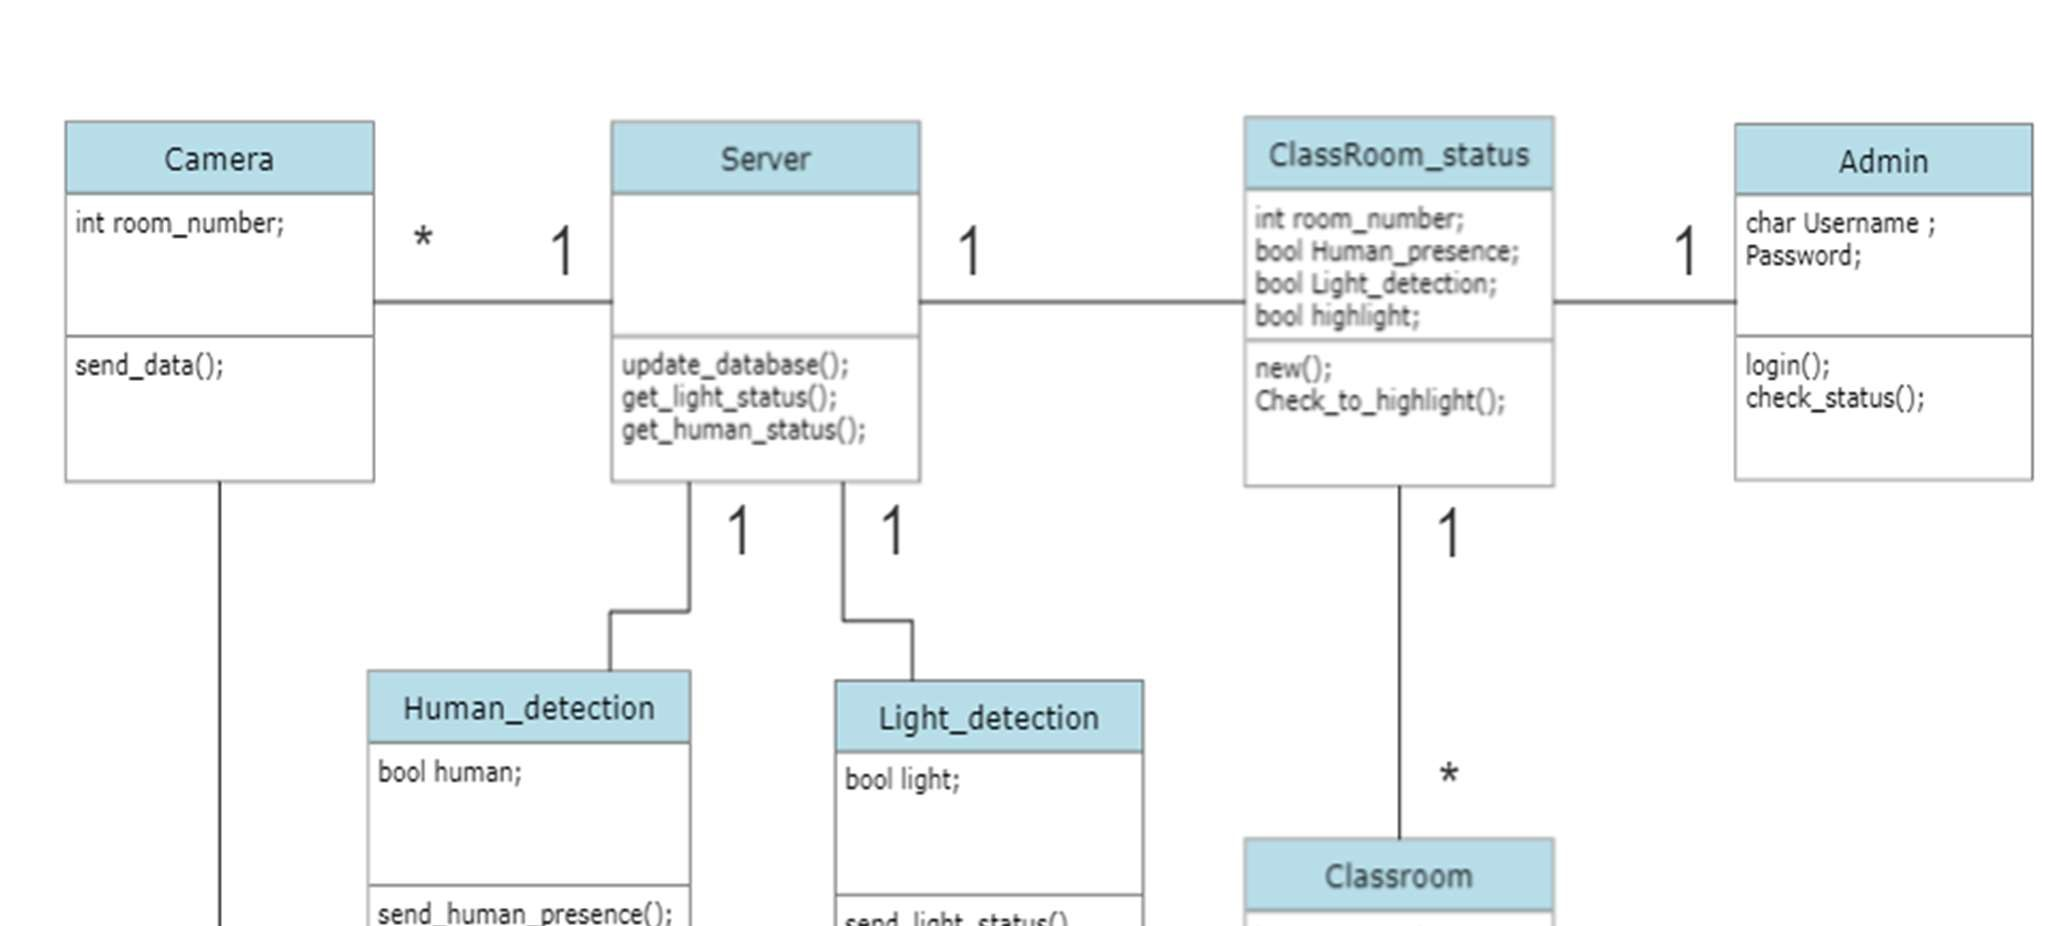 Camera
int room_number;
send_data();
*
1
Server
update_database();
get_light_status();
get_human_status();
1
ClassRoom_status
int room_number;
bool Human_presence;
bool Light_detection;
bool highlight;
new();
Check_to_highlight();
1
Admin
char Username ;
Password;
login();
check_status();
1
1
1
*
Human_detection
bool human;
send_human_presence();
Light_detection
bool light;
send_light_status()
Classroom